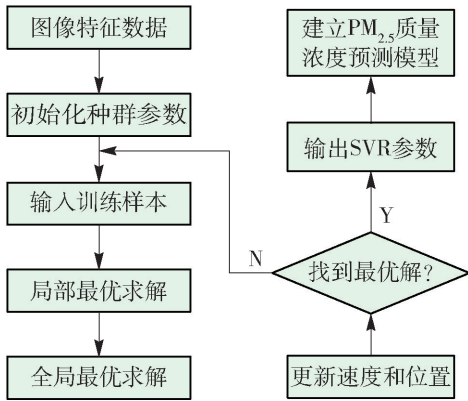 图像特征数据
初始化种群参数
输入训练样本
局部最优求解
全局最优求解
建立PM2.5质量
浓度预测模型
输出SVR参数
Y
N
找到最优解?
更新速度和位置